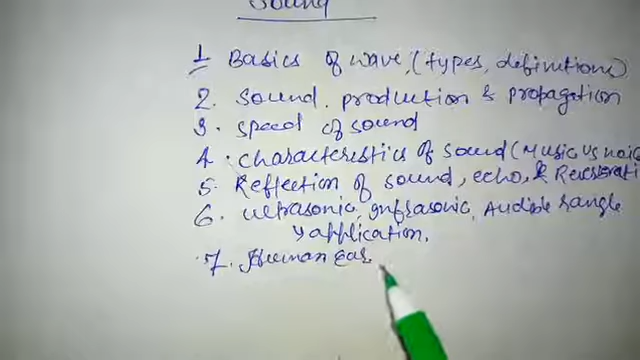 Sound
1 Basics of wave, (types, definitions)
2. sound production & propagation
3. speed of sound
4. characteristics of sound (Music vs noi
5. Reflection of sound, echo, &
6. ultrasonic, infrasonic, Audible range
application.
7. Human ear